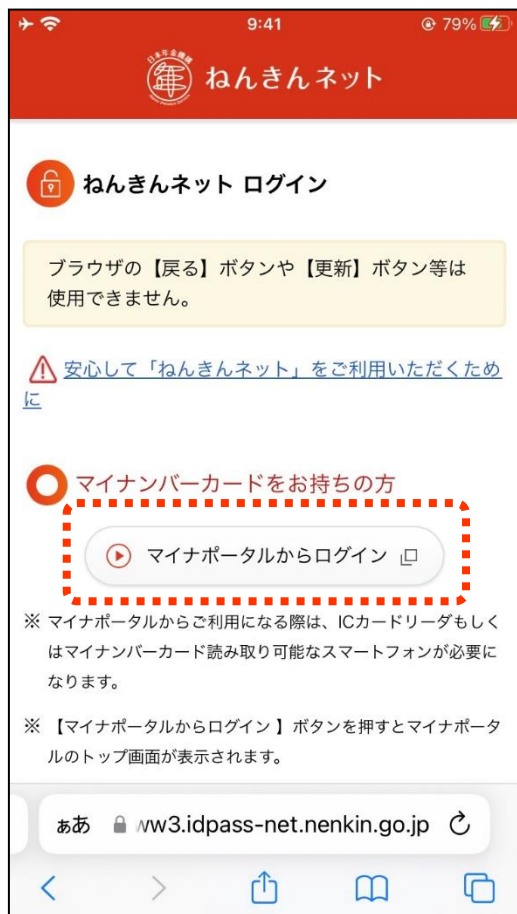 9:41
79%
日本年金機構
年
ねんきんネット
ねんきんネット ログイン
ブラウザの【戻る】ボタンや【更新】ボタン等は
使用できません。
安心して「ねんきんネット」をご利用いただくため
に
マイナンバーカードをお持ちの方
マイナポータルからログイン
※ マイナポータルからご利用になる際は、ICカードリーダもしく
はマイナンバーカード読み取り可能なスマートフォンが必要に
なります。
※ 【マイナポータルからログイン 】ボタンを押すとマイナポータ
ルのトップ画面が表示されます。
ぁあ ww3.idpass-net.nenkin.go.jp